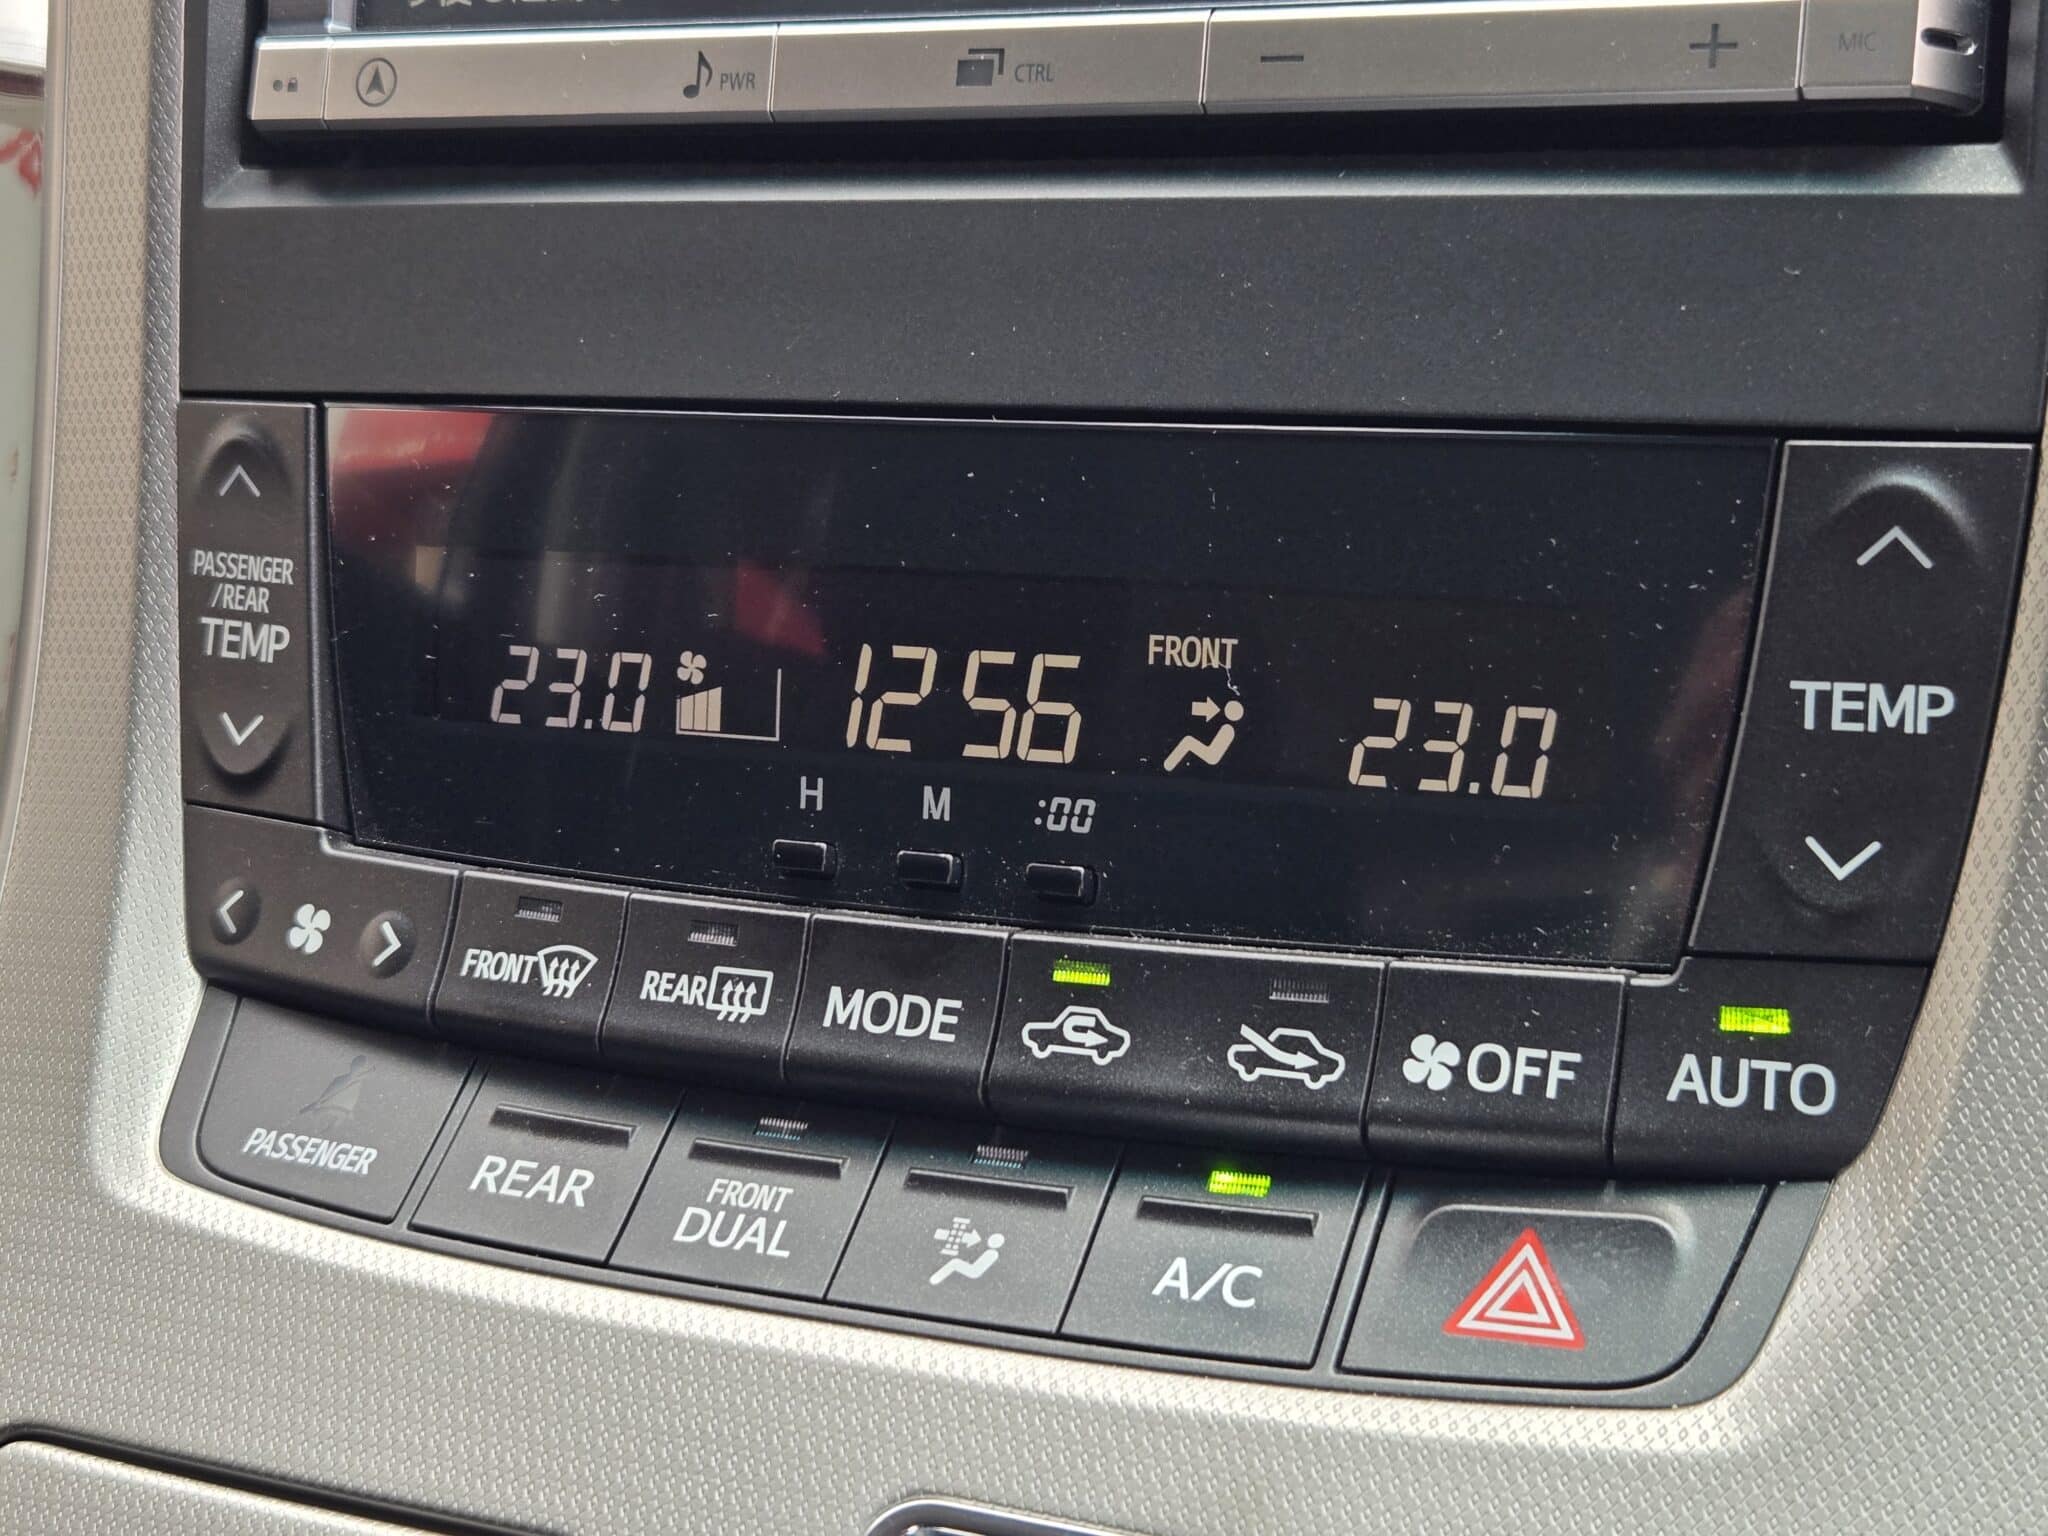 PWR
CTRL
MIC
PASSENGER
/REAR
TEMP
23.0
12 56
FRONT
23.0
TEMP
H
M
:00
FRONT
REAR
MODE
OFF
AUTO
PASSENGER
REAR
FRONT
DUAL
A/C